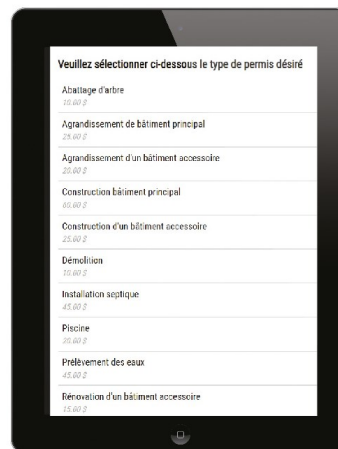 Veuillez sélectionner ci-dessous le type de permis désiré
Abattage d'arbre
10.00 $
Agrandissement de bâtiment principal
25.00 $
Agrandissement d'un bâtiment accessoire
20.00 $
Construction bâtiment principal
60.00 $
Construction d'un bâtiment accessoire
25.00 $
Démolition
10.00 $
Installation septique
45.00 $
Piscine
20.00 $
Prélèvement des eaux
45.00 $
Rénovation d'un bâtiment accessoire
15.00 $